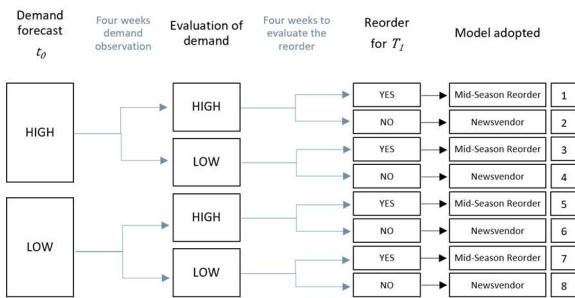 Demand
forecast
t0
Four weeks
demand
observation
Evaluation of
demand
Four weeks to
evaluate the
reorder
Reorder
for T1
Model adopted
HIGH
HIGH
YES
Mid-Season Reorder
1
NO
Newsvendor
2
LOW
YES
Mid-Season Reorder
3
NO
Newsvendor
4
LOW
HIGH
YES
Mid-Season Reorder
5
NO
Newsvendor
6
LOW
YES
Mid-Season Reorder
7
NO
Newsvendor
8